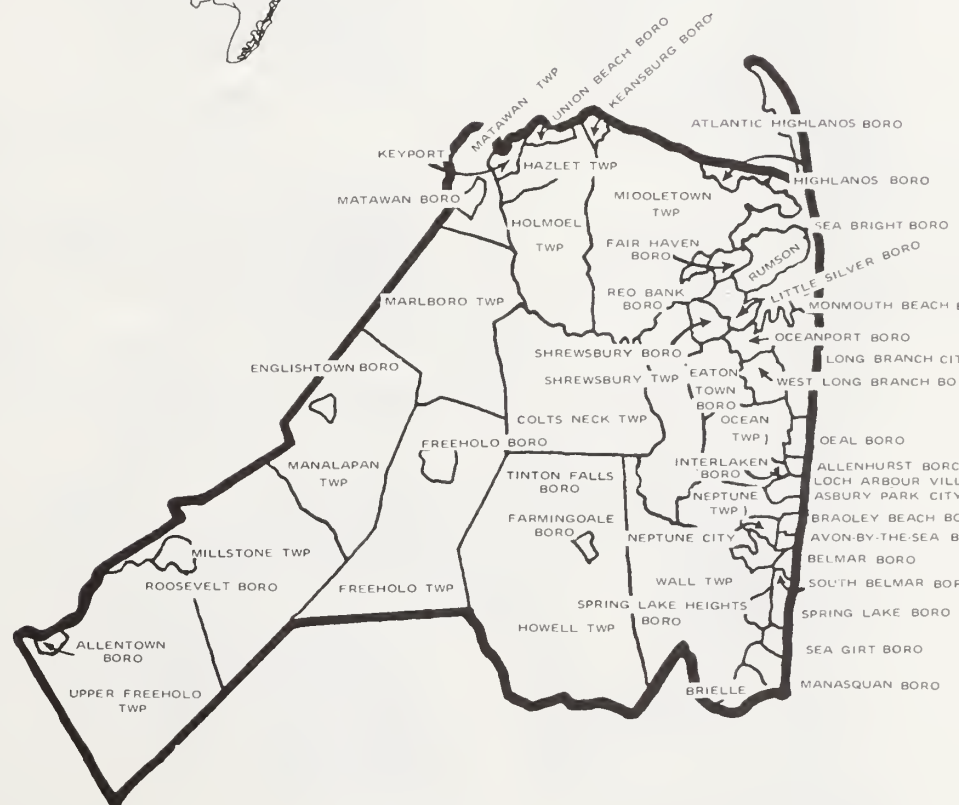 MATAWAN TWP
UNION BEACH BORO
KEANSBURG BORO
ATLANTIC HIGHLANOS BORO
KEYPORT
HAZLET TWP
HIGHLANOS BORO
MATAWAN BORO
MIOOLETOWN
TWP
HOLMOEL
TWP
SEA BRIGHT BORO
FAIR HAVEN
BORO
RUMSON
LITTLE SILVER BORO
REO BANK
BORO
MARLBORO TWP
MONMOUTH BEACH B
OCEANPORT BORO
SHREWSBURY BORO
LONG BRANCH CIT
ENGLISHTOWN BORO
SHREWSBURY TWP
EATON
TOWN
BORO
WEST LONG BRANCH BO
COLTS NECK TWP
OCEAN
TWP)
FREEHOLO BORO
OEAL BORO
MANALAPAN
TWP
INTERLAKEN
BORO
ALLENHURST BORO
TINTON FALLS
BORO
LOCH ARBOUR VILL
NEPTUNE
TWP)
ASBURY PARK CITY
FARMINGOALE
BORO
BRAOLEY BEACH BO
NEPTUNE CITY
AVON-BY-THE-SEA B
MILLSTONE TWP
BELMAR BORO
ROOSEVELT BORO
FREEHOLO TWP
WALL TWP
SOUTH BELMAR BOR
SPRING LAKE HEIGHTS
BORO
SPRING LAKE BORO
HOWELL TWP
ALLENTOWN
BORO
SEA GIRT BORO
UPPER FREEHOLO
TWP
BRIELLE
MANASQUAN BORO